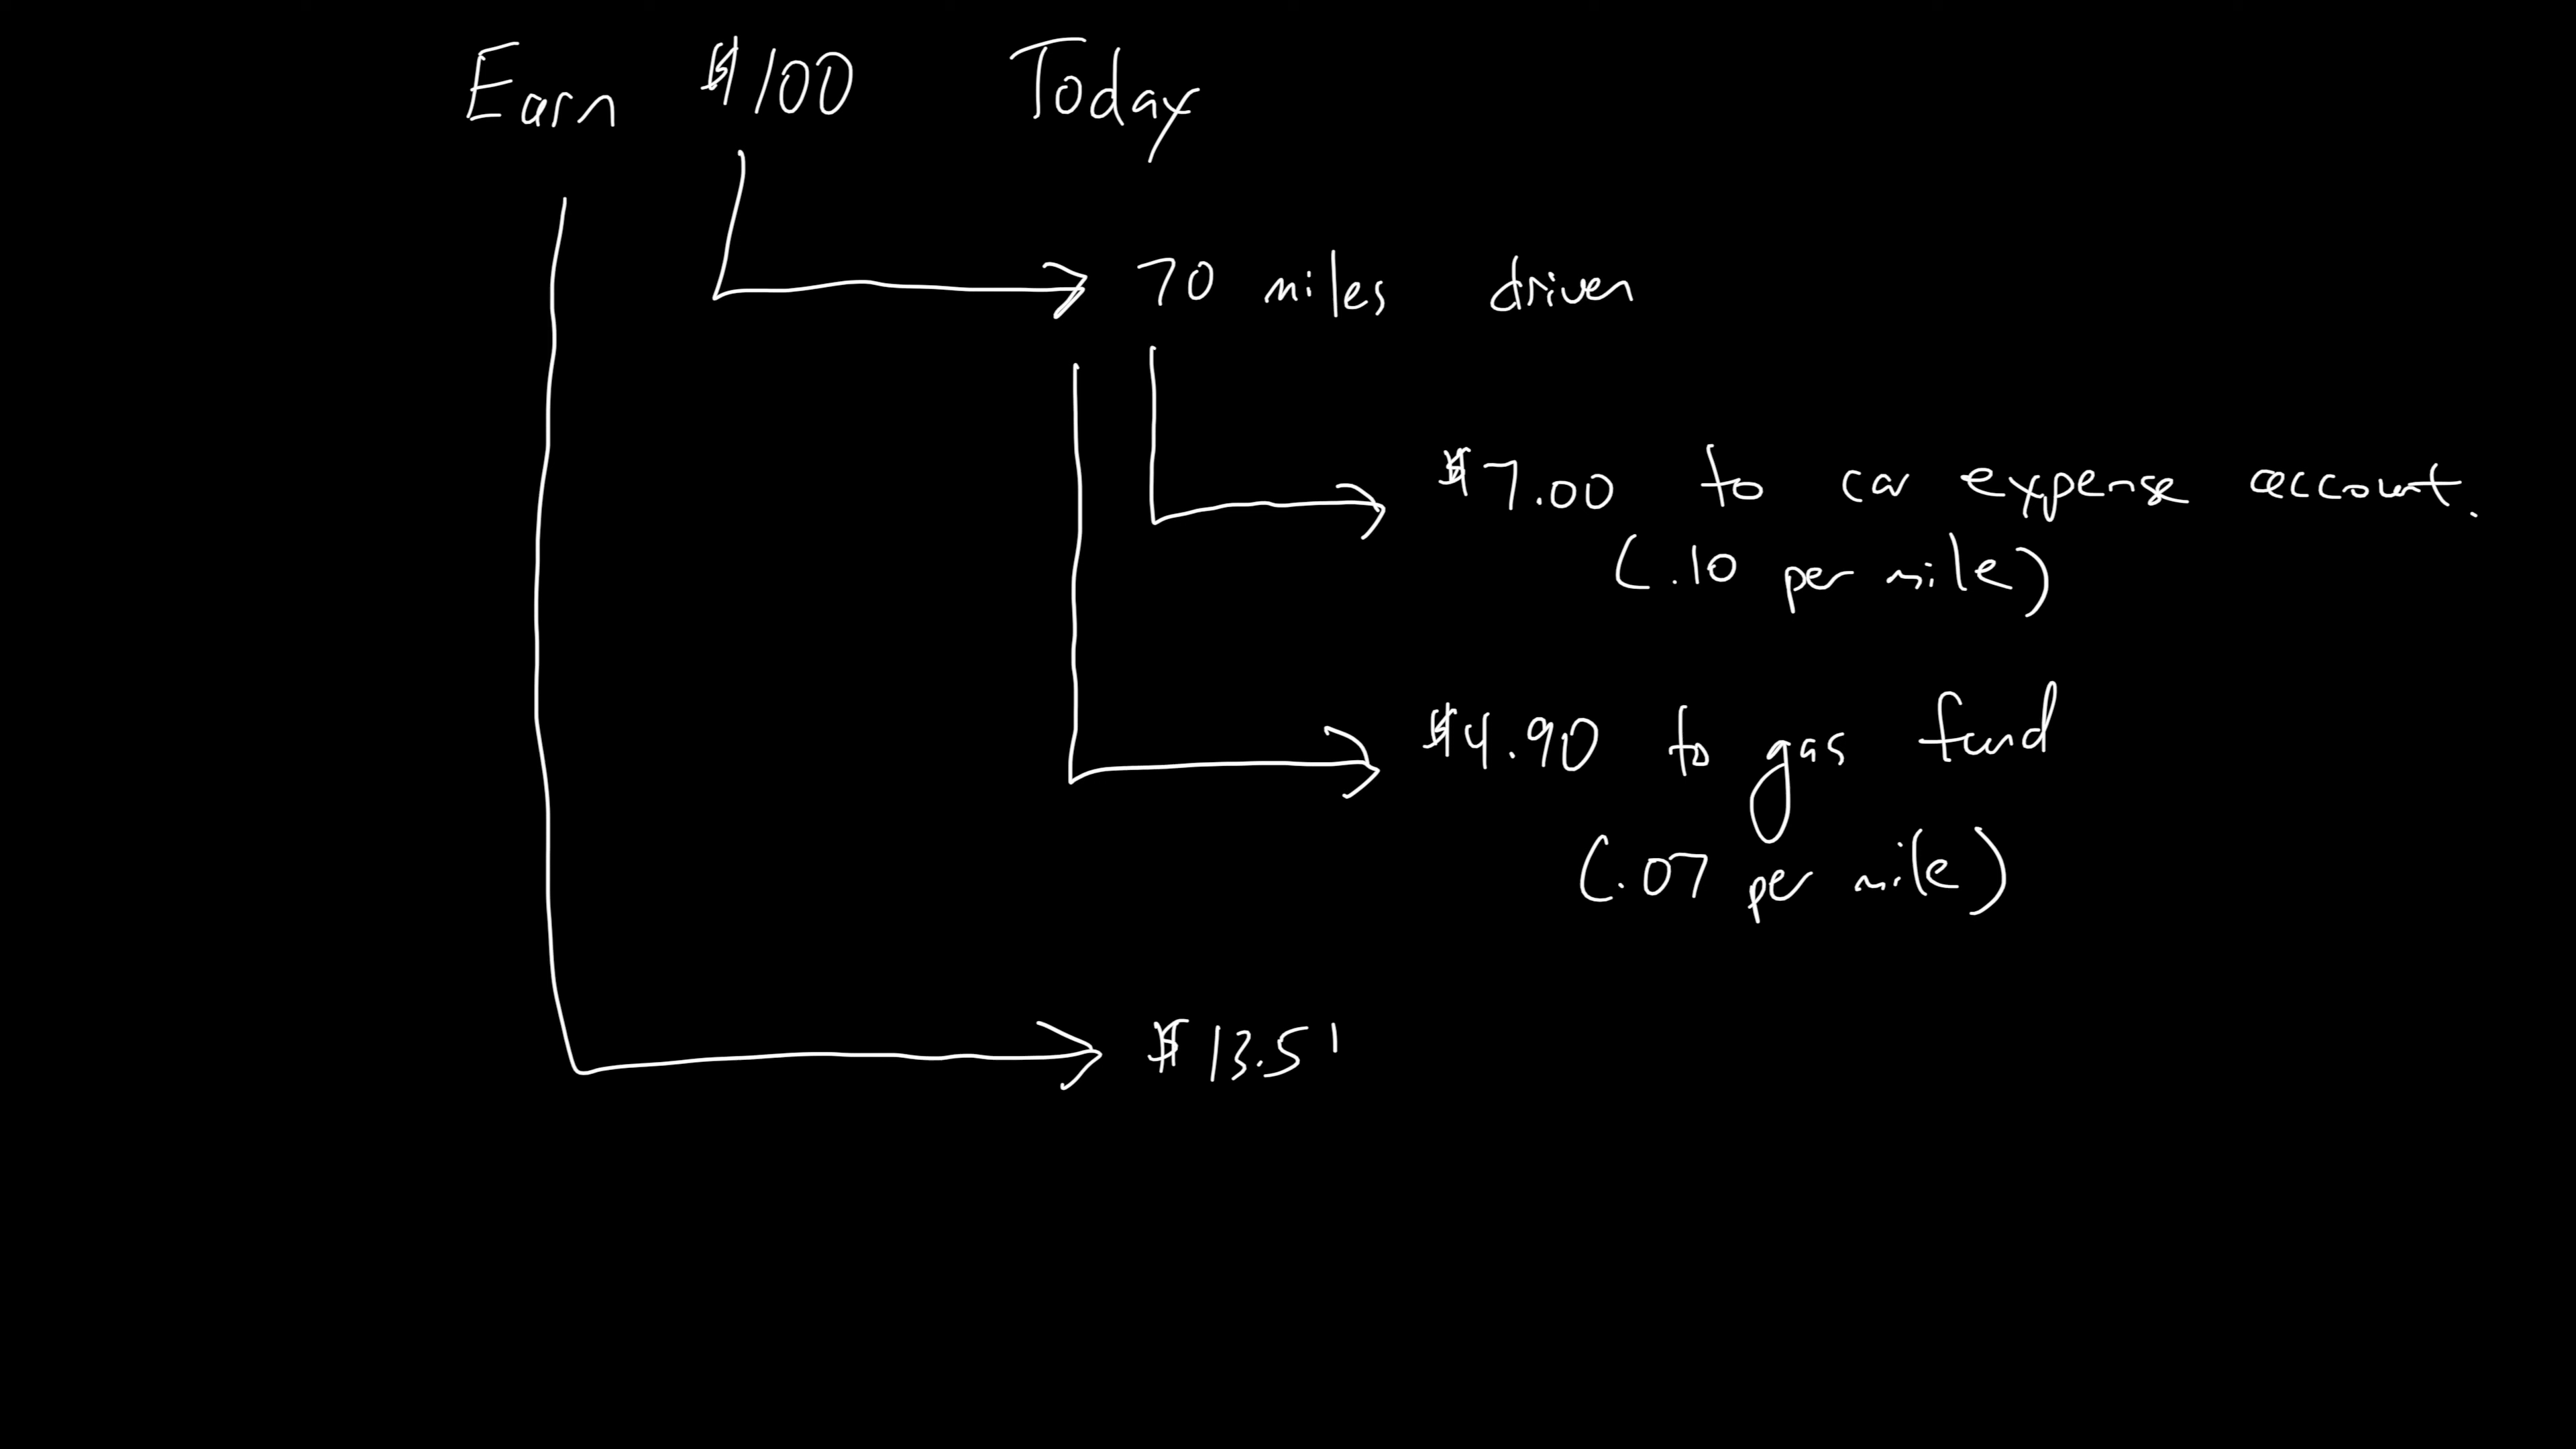 Earn $100 Today
70 miles driven
$7.00 to car expense account.
(.10 per mile)
$4.90 to gas fund
(.07 per mile)
$13.51